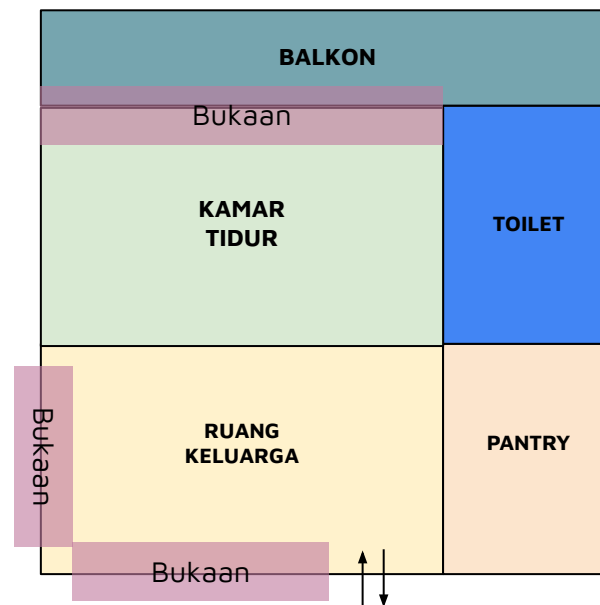 BALKON
Bukaan
KAMAR
TIDUR
TOILET
Bukaan
RUANG
KELUARGA
PANTRY
Bukaan